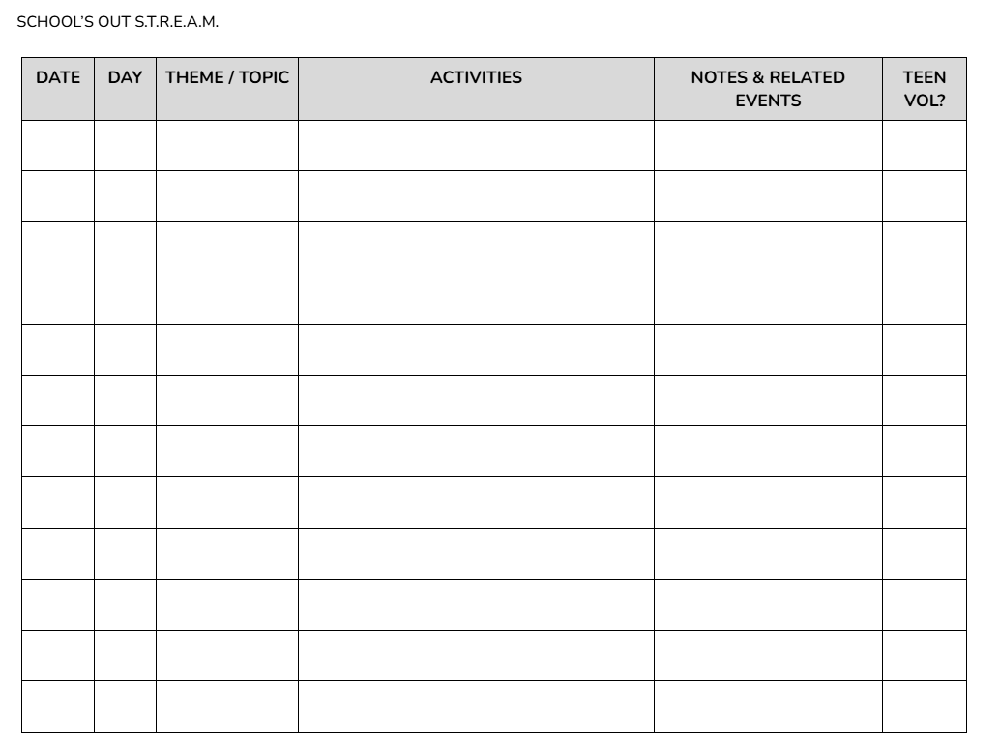 SCHOOL’S OUT S.T.R.E.A.M.
DATE DAY THEME / TOPIC ACTIVITIES NOTES & RELATED EVENTS TEEN VOL?